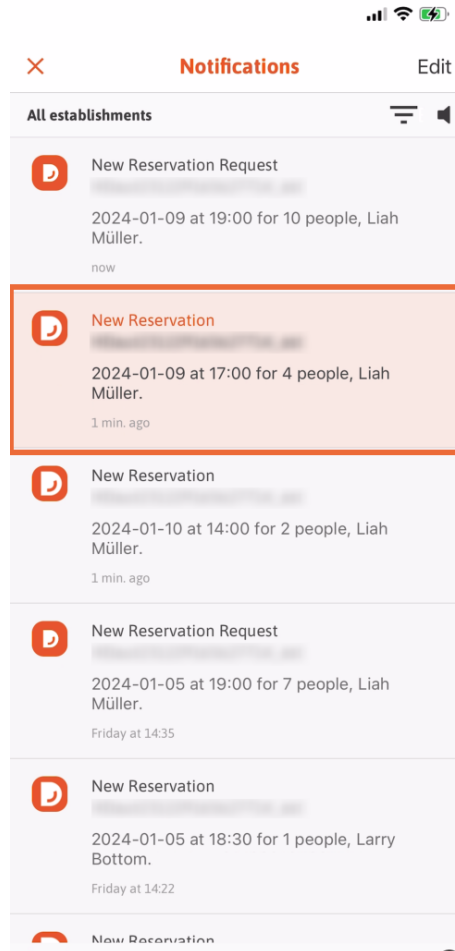 Notifications
Edit
All establishments
New Reservation Request
2024-01-09 at 19:00 for 10 people, Liah
Müller.
now
New Reservation
2024-01-09 at 17:00 for 4 people, Liah
Müller.
1 min. ago
New Reservation
2024-01-10 at 14:00 for 2 people, Liah
Müller.
1 min. ago
New Reservation Request
2024-01-05 at 19:00 for 7 people, Liah
Müller.
Friday at 14:35
New Reservation
2024-01-05 at 18:30 for 1 people, Larry
Bottom.
Friday at 14:22
New Reservation